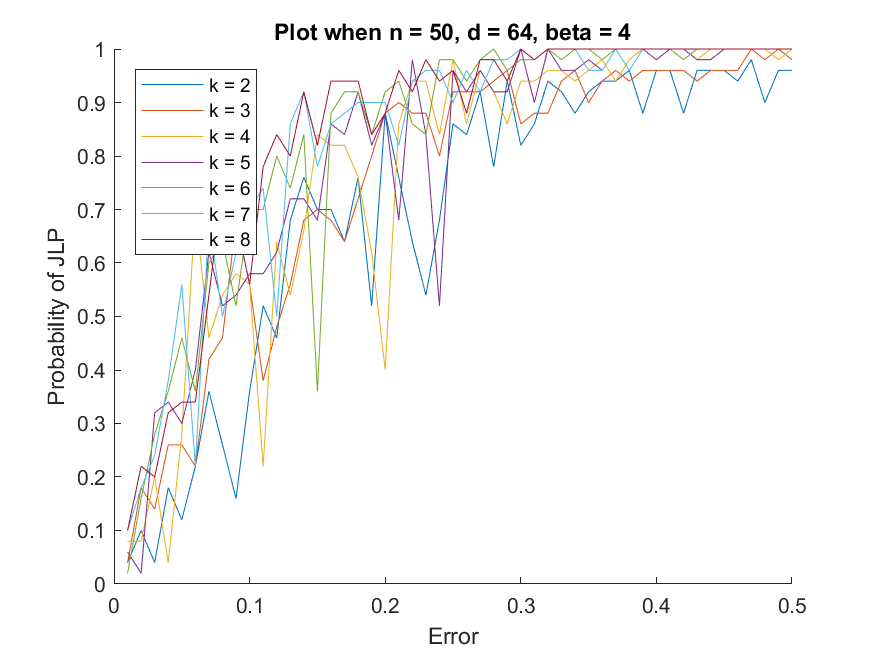 Plot when n = 50, d = 64, beta = 4
1
0.9
0.8
0.7
0.6
0.5
0.4
0.3
0.2
0.1
0
Probability of JLP
k = 2
k = 3
k = 4
k = 5
k = 6
k = 7
k = 8
0 0.1 0.2 0.3 0.4 0.5
Error